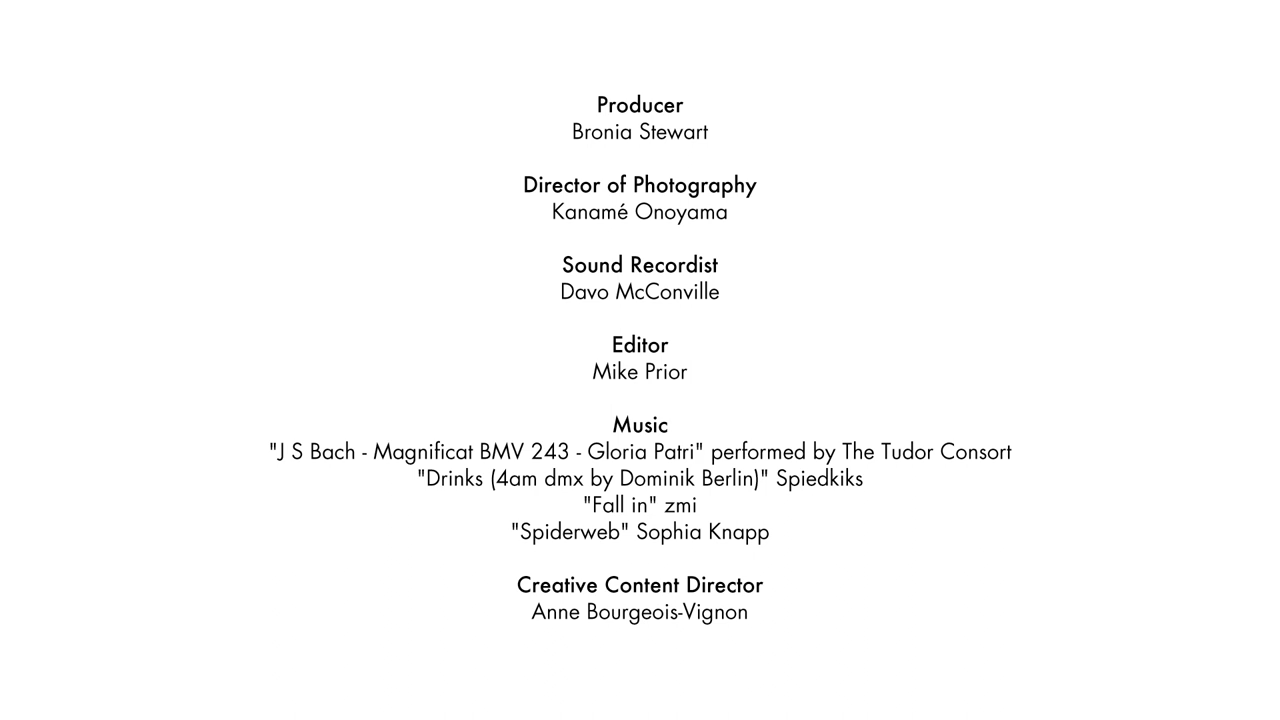 Producer
Bronia Stewart
Director of Photography
Kanamé Onoyama
Sound Recordist
Davo McConville
Editor
Mike Prior
Music
"J S Bach - Magnificat BMV 243 - Gloria Patri" performed by The Tudor Consort
"Drinks (4am dmx by Dominik Berlin)" Spiedkiks
"Fall in" zmi
"Spiderweb" Sophia Knapp
Creative Content Director
Anne Bourgeois-Vignon